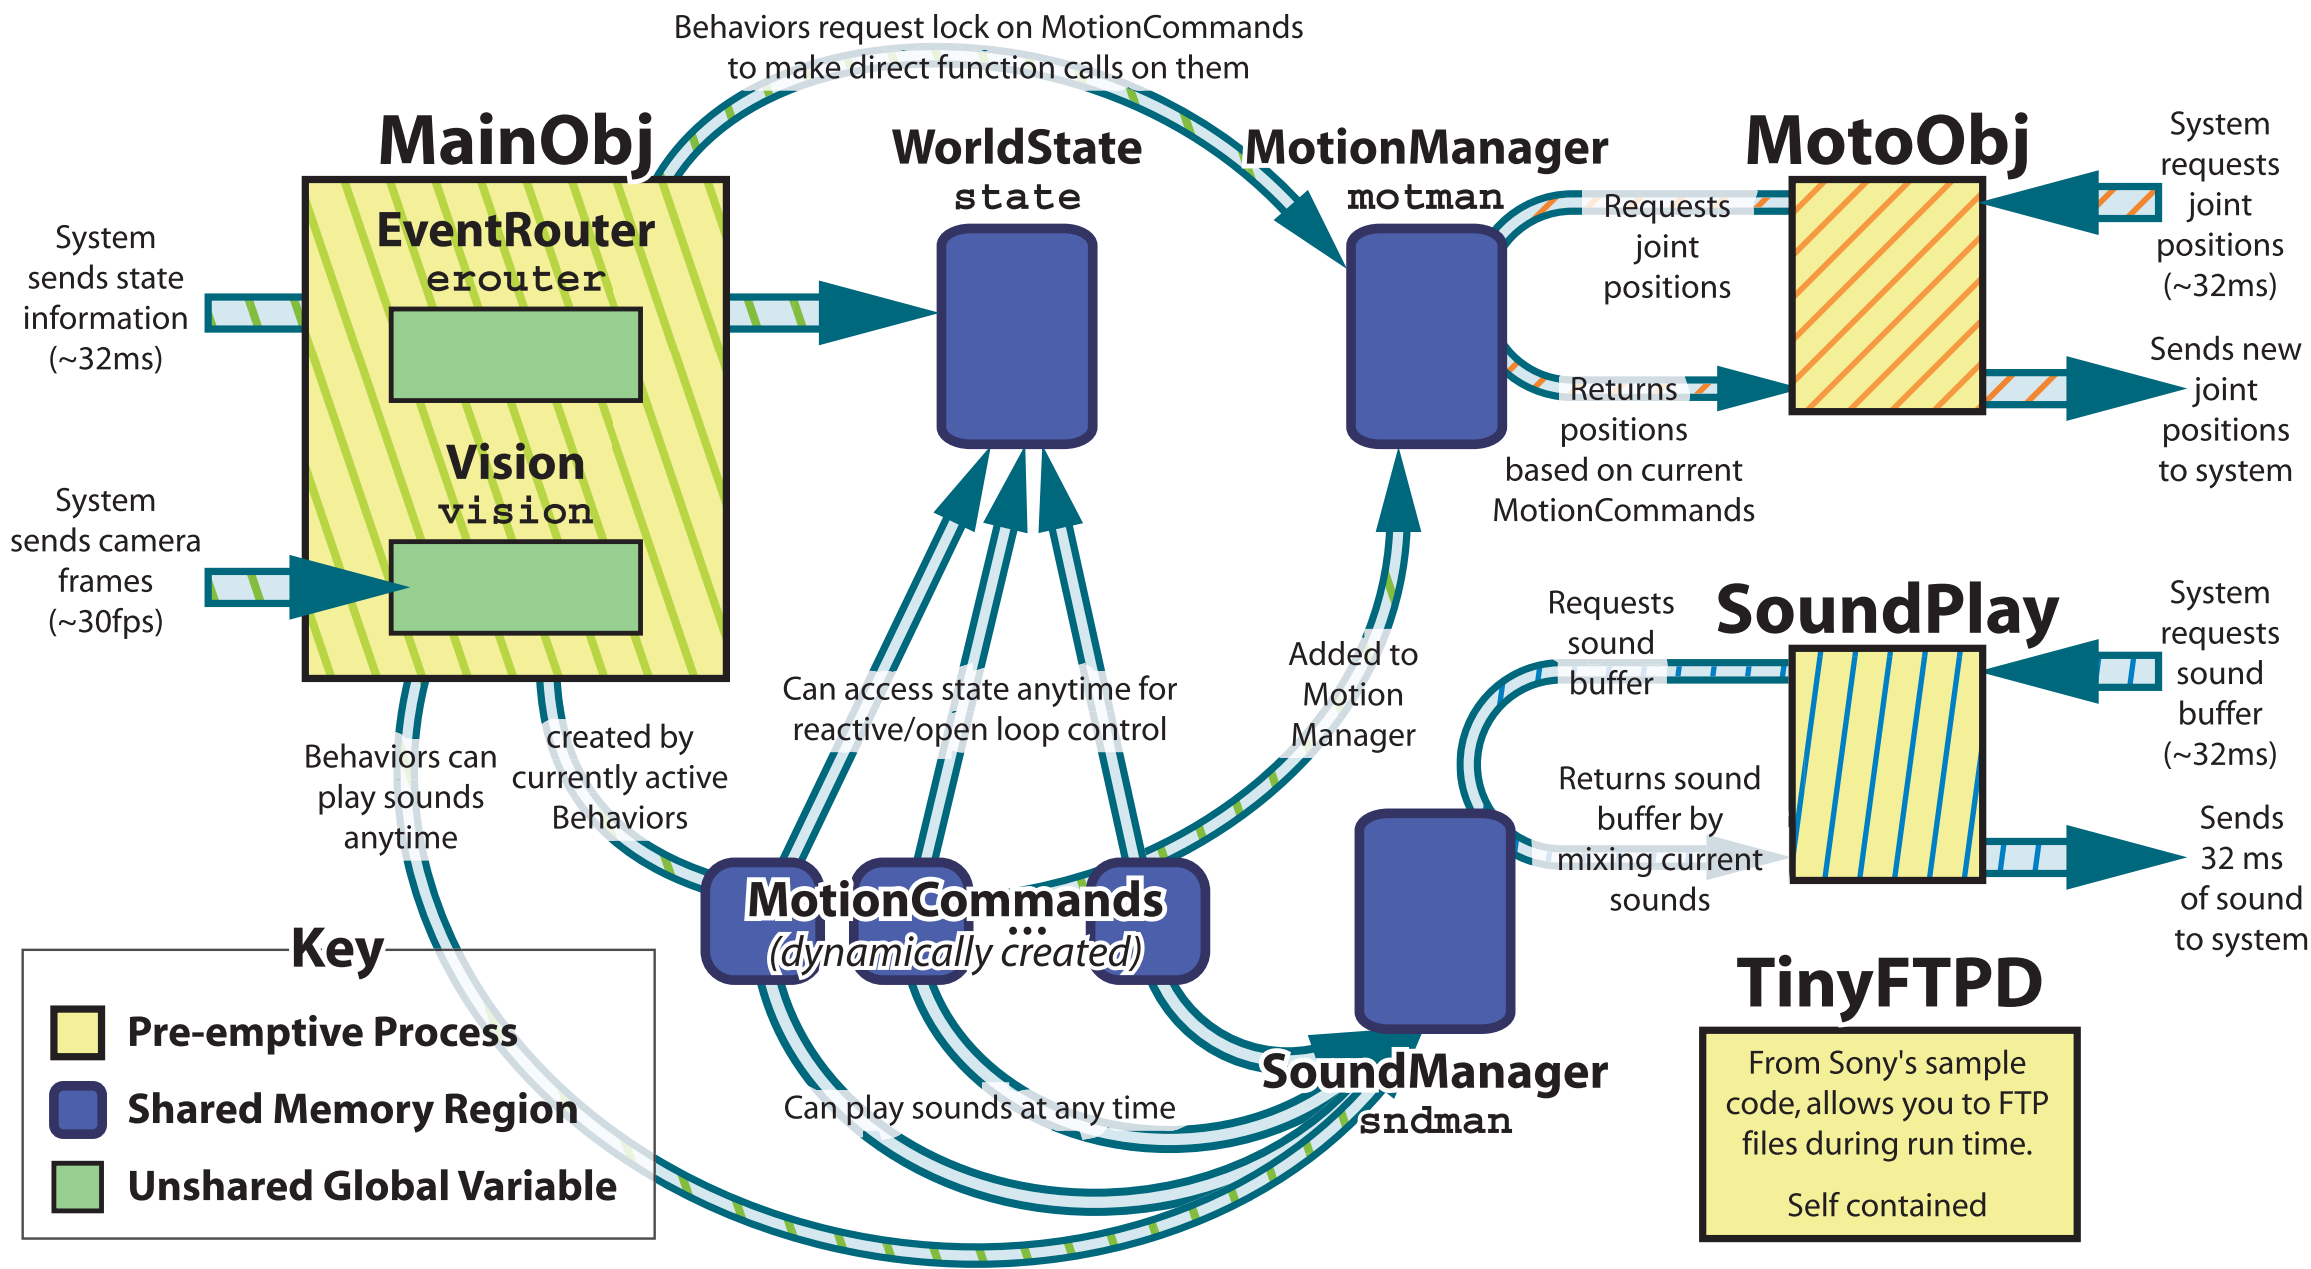 Behaviors request lock on MotionCommands
to make direct function calls on them
MainObj
EventRouter
erouter
Vision
vision
System
sends state
information
(~32ms)
System
sends camera
frames
(~30fps)
WorldState
state
MotionManager
motman
Requests
joint
positions
Returns
positions
based on current
MotionCommands
MotoObj
System
requests
joint
positions
(~32ms)
Sends new
joint
positions
to system
Can access state anytime for
reactive/open loop control
Added to
Motion
Manager
Behaviors can
play sounds
anytime
created by
currently active
Behaviors
MotionCommands
...
(dynamically created)
Can play sounds at any time
SoundManager
sndman
Requests
sound
buffer
Returns sound
buffer by
mixing current
sounds
SoundPlay
System
requests
sound
buffer
(~32ms)
Sends
32 ms
of sound
to system
TinyFTPD
From Sony's sample
code, allows you to FTP
files during run time.
Self contained
Key
Pre-emptive Process
Shared Memory Region
Unshared Global Variable